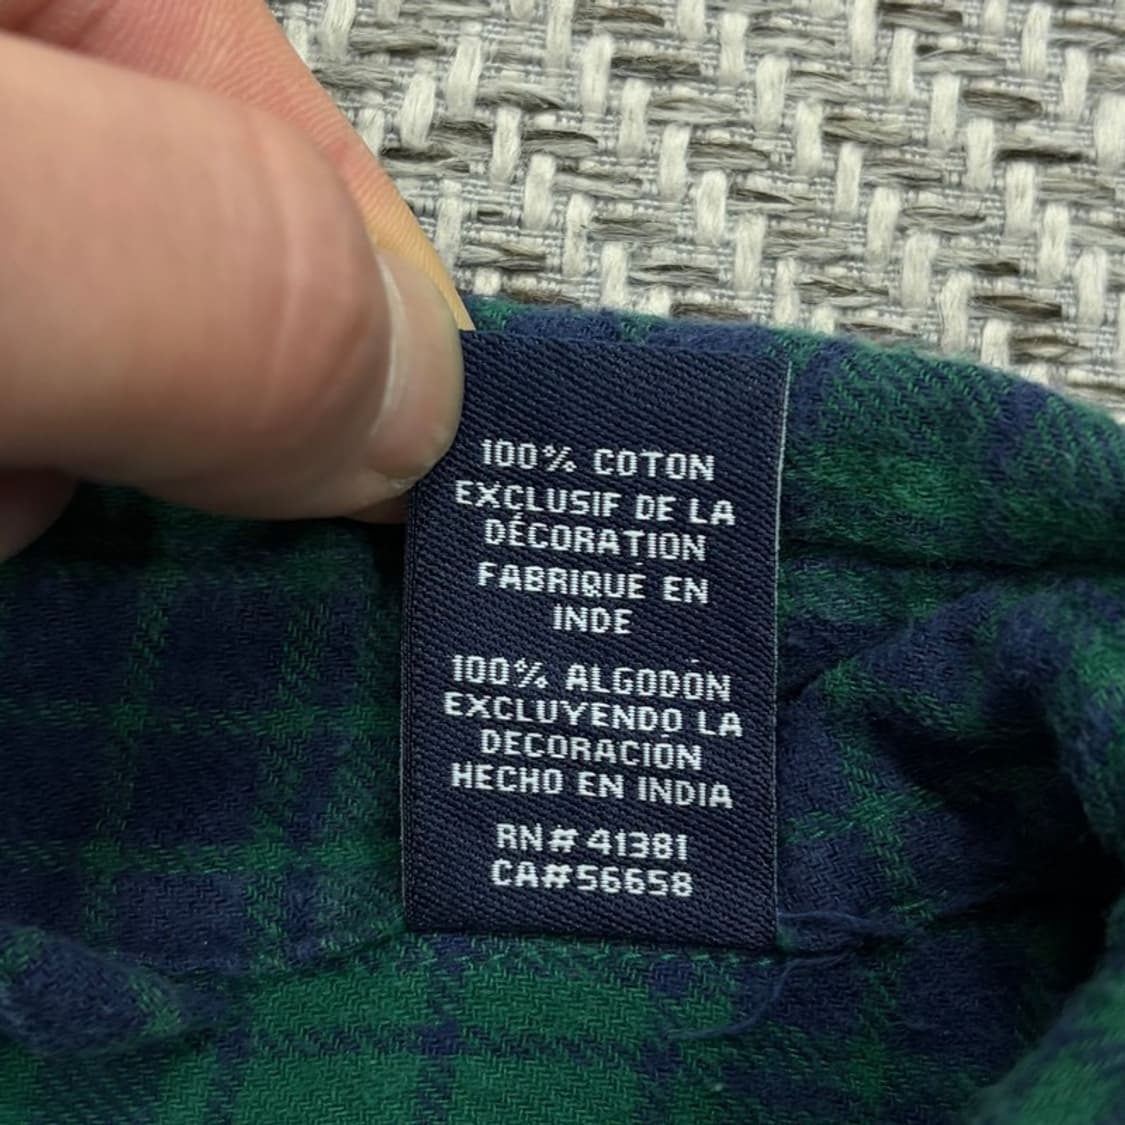 100% COTON
EXCLUSIF DE LA
DÉCORATION
FABRIQUÉ EN
INDE
100% ALGODÓN
EXCLUYENDO LA
DECORACIÓN
HECHO EN INDIA
RN# 41381
CA#56658